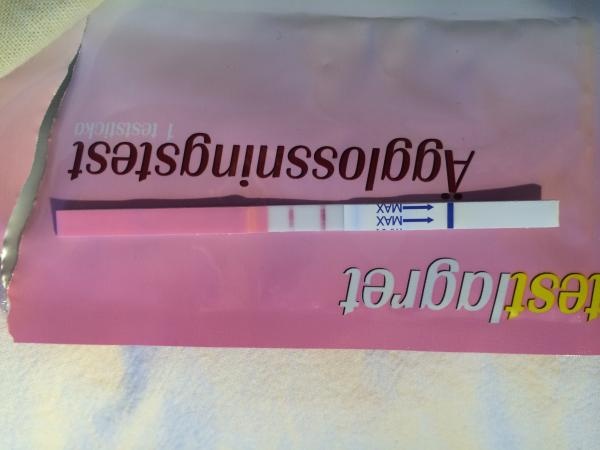 testlagret
MAX
MAX
Ägglossningstest
1 teststicka